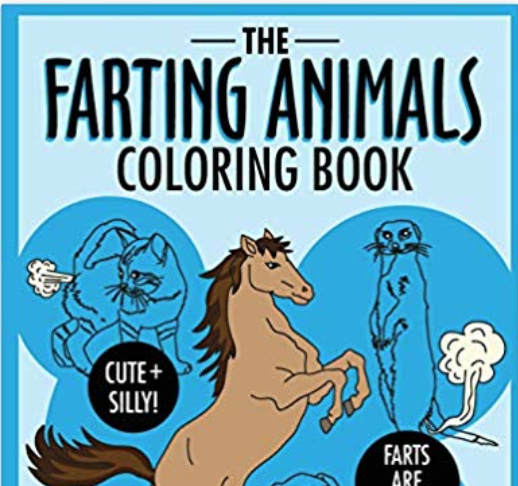 THE
FARTING ANIMALS
COLORING BOOK
CUTE +
SILLY!
FARTS
ARE